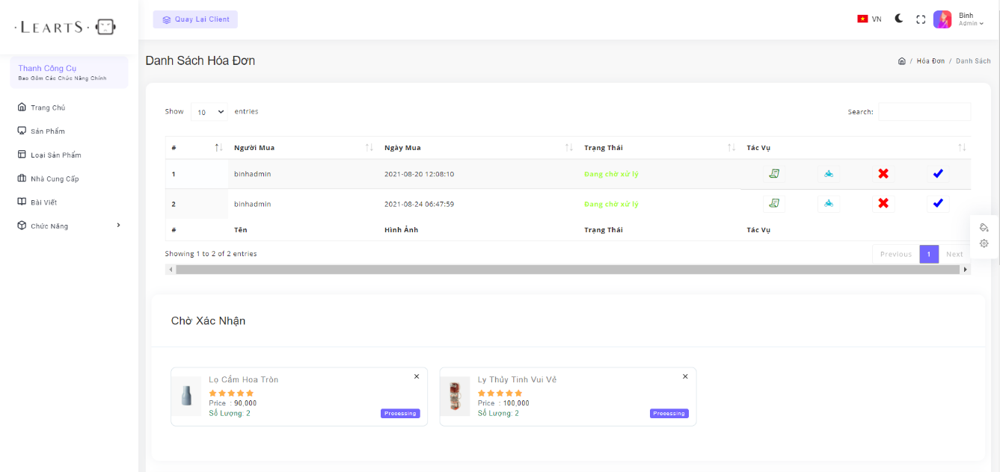 ·LEARTS·
Quay Lại Client
VN
Bình
Admin
Thanh Công Cụ
Bao Gồm Các Chức Năng Chính
Trang Chủ
Sản Phẩm
Loại Sản Phẩm
Nhà Cung Cấp
Bài Viết
Chức Năng
Danh Sách Hóa Đơn
/ Hóa Đơn / Danh Sách
Show 10 entries
Search:
# Người Mua Ngày Mua Trạng Thái Tác Vụ
1 binhadmin 2021-08-20 12:08:10 Đang chờ xử lý
2 binhadmin 2021-08-24 06:47:59 Đang chờ xử lý
# Tên Hình Ảnh Trạng Thái Tác Vụ
Showing 1 to 2 of 2 entries
Previous 1 Next
Chờ Xác Nhận
Lọ Cắm Hoa Tròn
Price : 90,000
Số Lượng: 2
Processing
Ly Thủy Tinh Vui Vẻ
Price : 100,000
Số Lượng: 2
Processing